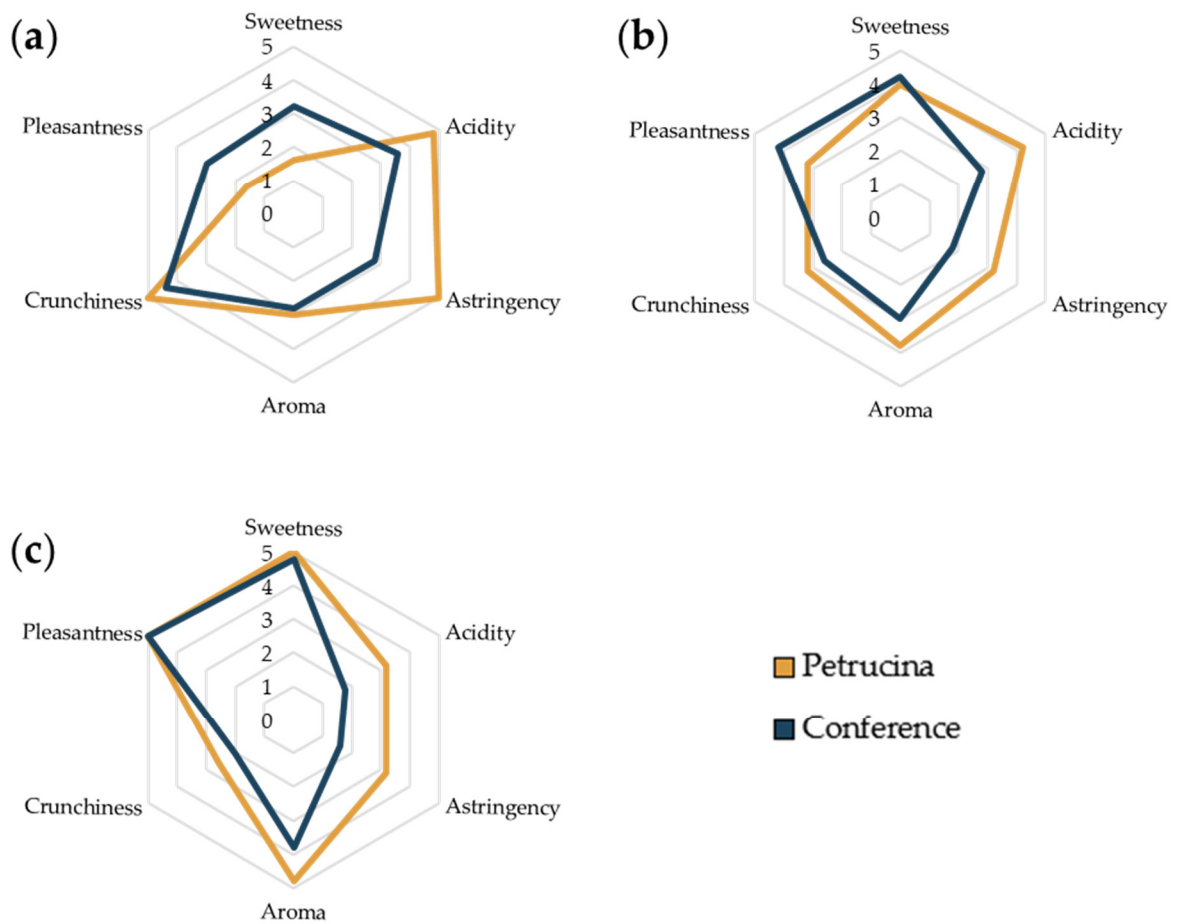 (a)
Sweetness
5
4
3
2
1
0
Pleasantness
Acidity
Crunchiness
Astringency
Aroma
(b)
Sweetness
5
4
3
2
1
0
Pleasantness
Acidity
Crunchiness
Astringency
Aroma
(c)
Sweetness
5
4
3
2
1
0
Pleasantness
Acidity
Crunchiness
Astringency
Aroma
Petrucina
Conference